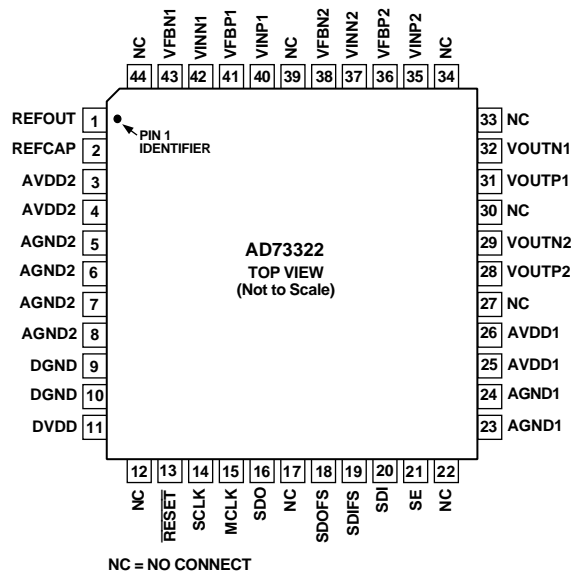 NC
VFBN1
VINN1
VFBP1
VINP1
NC
VFBN2
VINN2
VFBP2
VINP2
NC
44 43 42 41 40 39 38 37 36 35 34
REFOUT 1
REFCAP 2
AVDD2 3
AVDD2 4
AGND2 5
AGND2 6
AGND2 7
AGND2 8
DGND 9
DGND 10
DVDD 11
PIN 1
IDENTIFIER
AD73322
TOP VIEW
(Not to Scale)
33 NC
32 VOUTN1
31 VOUTP1
30 NC
29 VOUTN2
28 VOUTP2
27 NC
26 AVDD1
25 AVDD1
24 AGND1
23 AGND1
12 13 14 15 16 17 18 19 20 21 22
NC
RESET
SCLK
MCLK
SDO
NC
SDOFS
SDIFS
SDI
SE
NC
NC = NO CONNECT